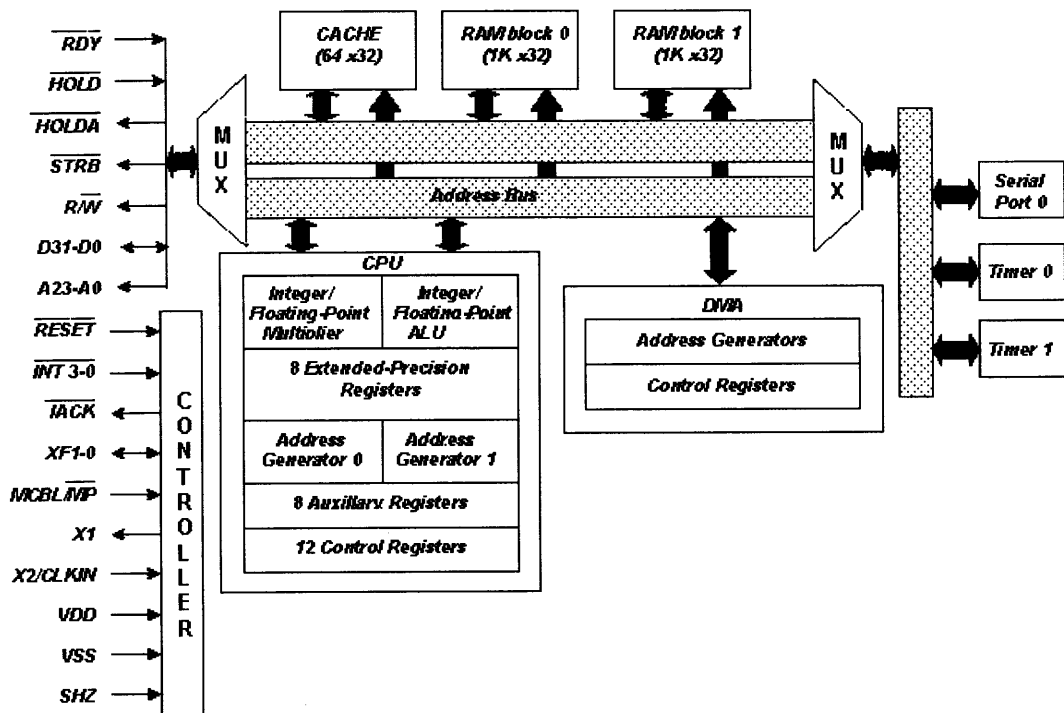 RDY
HOLD
HOLDA
STRB
R/W
D31-D0
A23-A0
RESET
INT 3-0
IACK
XF1-0
MCBL/MP
X1
X2/CLKIN
VDD
VSS
SHZ
CONTROLLER
MUX
CACHE
(64 x32)
RAM block 0
(1K x32)
RAM block 1
(1K x32)
Address Bus
MUX
CPU
Integer/
Floating-Point
Multiplier
Integer/
Floating-Point
ALU
8 Extended-Precision
Registers
Address
Generator 0
Address
Generator 1
8 Auxillary Registers
12 Control Registers
DMA
Address Generators
Control Registers
Serial
Port 0
Timer 0
Timer 1